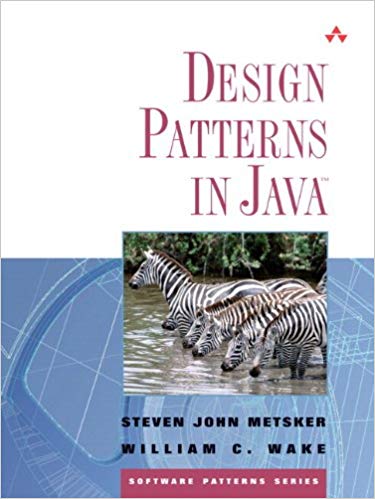 DESIGN
PATTERNS
IN JAVA™
STEVEN JOHN METSKER
WILLIAM C. WAKE
SOFTWARE PATTERNS SERIES